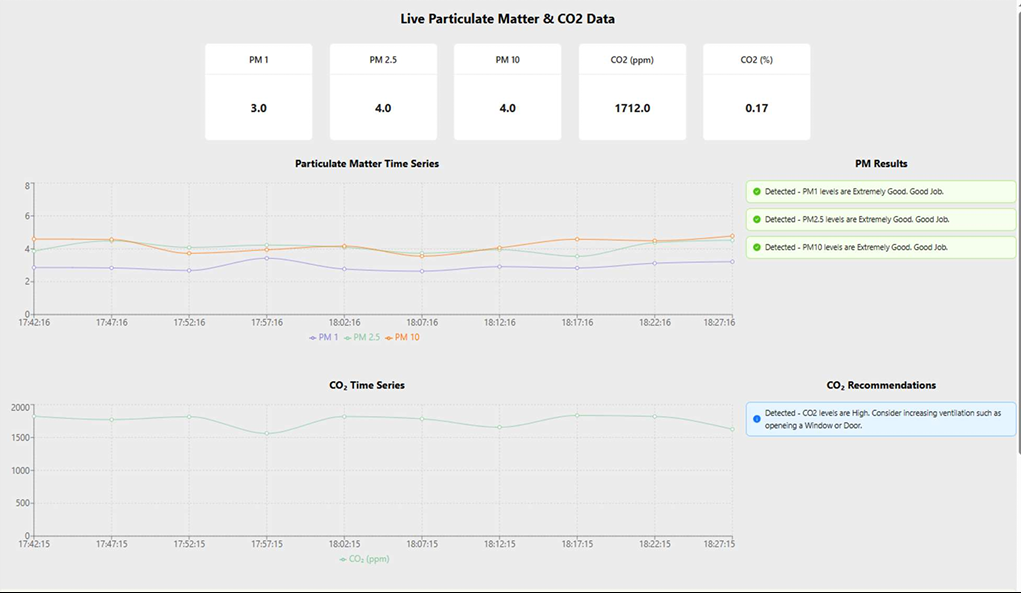 Live Particulate Matter & CO2 Data
PM 1
PM 2.5
PM 10
CO2 (ppm)
CO2 (%)
3.0
4.0
4.0
1712.0
0.17
Particulate Matter Time Series
8
6
4
2
0
17:42:16
17:47:16
17:52:16
17:57:16
18:02:16
18:07:16
18:12:16
18:17:16
18:22:16
18:27:16
PM 1
PM 2.5
PM 10
PM Results
Detected - PM1 levels are Extremely Good. Good Job.
Detected - PM2.5 levels are Extremely Good. Good Job.
Detected - PM10 levels are Extremely Good. Good Job.
CO₂ Time Series
2000
1500
1000
500
0
17:42:15
17:47:15
17:52:15
17:57:15
18:02:15
18:07:15
18:12:15
18:17:15
18:22:15
18:27:15
CO₂ (ppm)
CO₂ Recommendations
Detected - CO2 levels are High. Consider increasing ventilation such as
openeing a Window or Door.